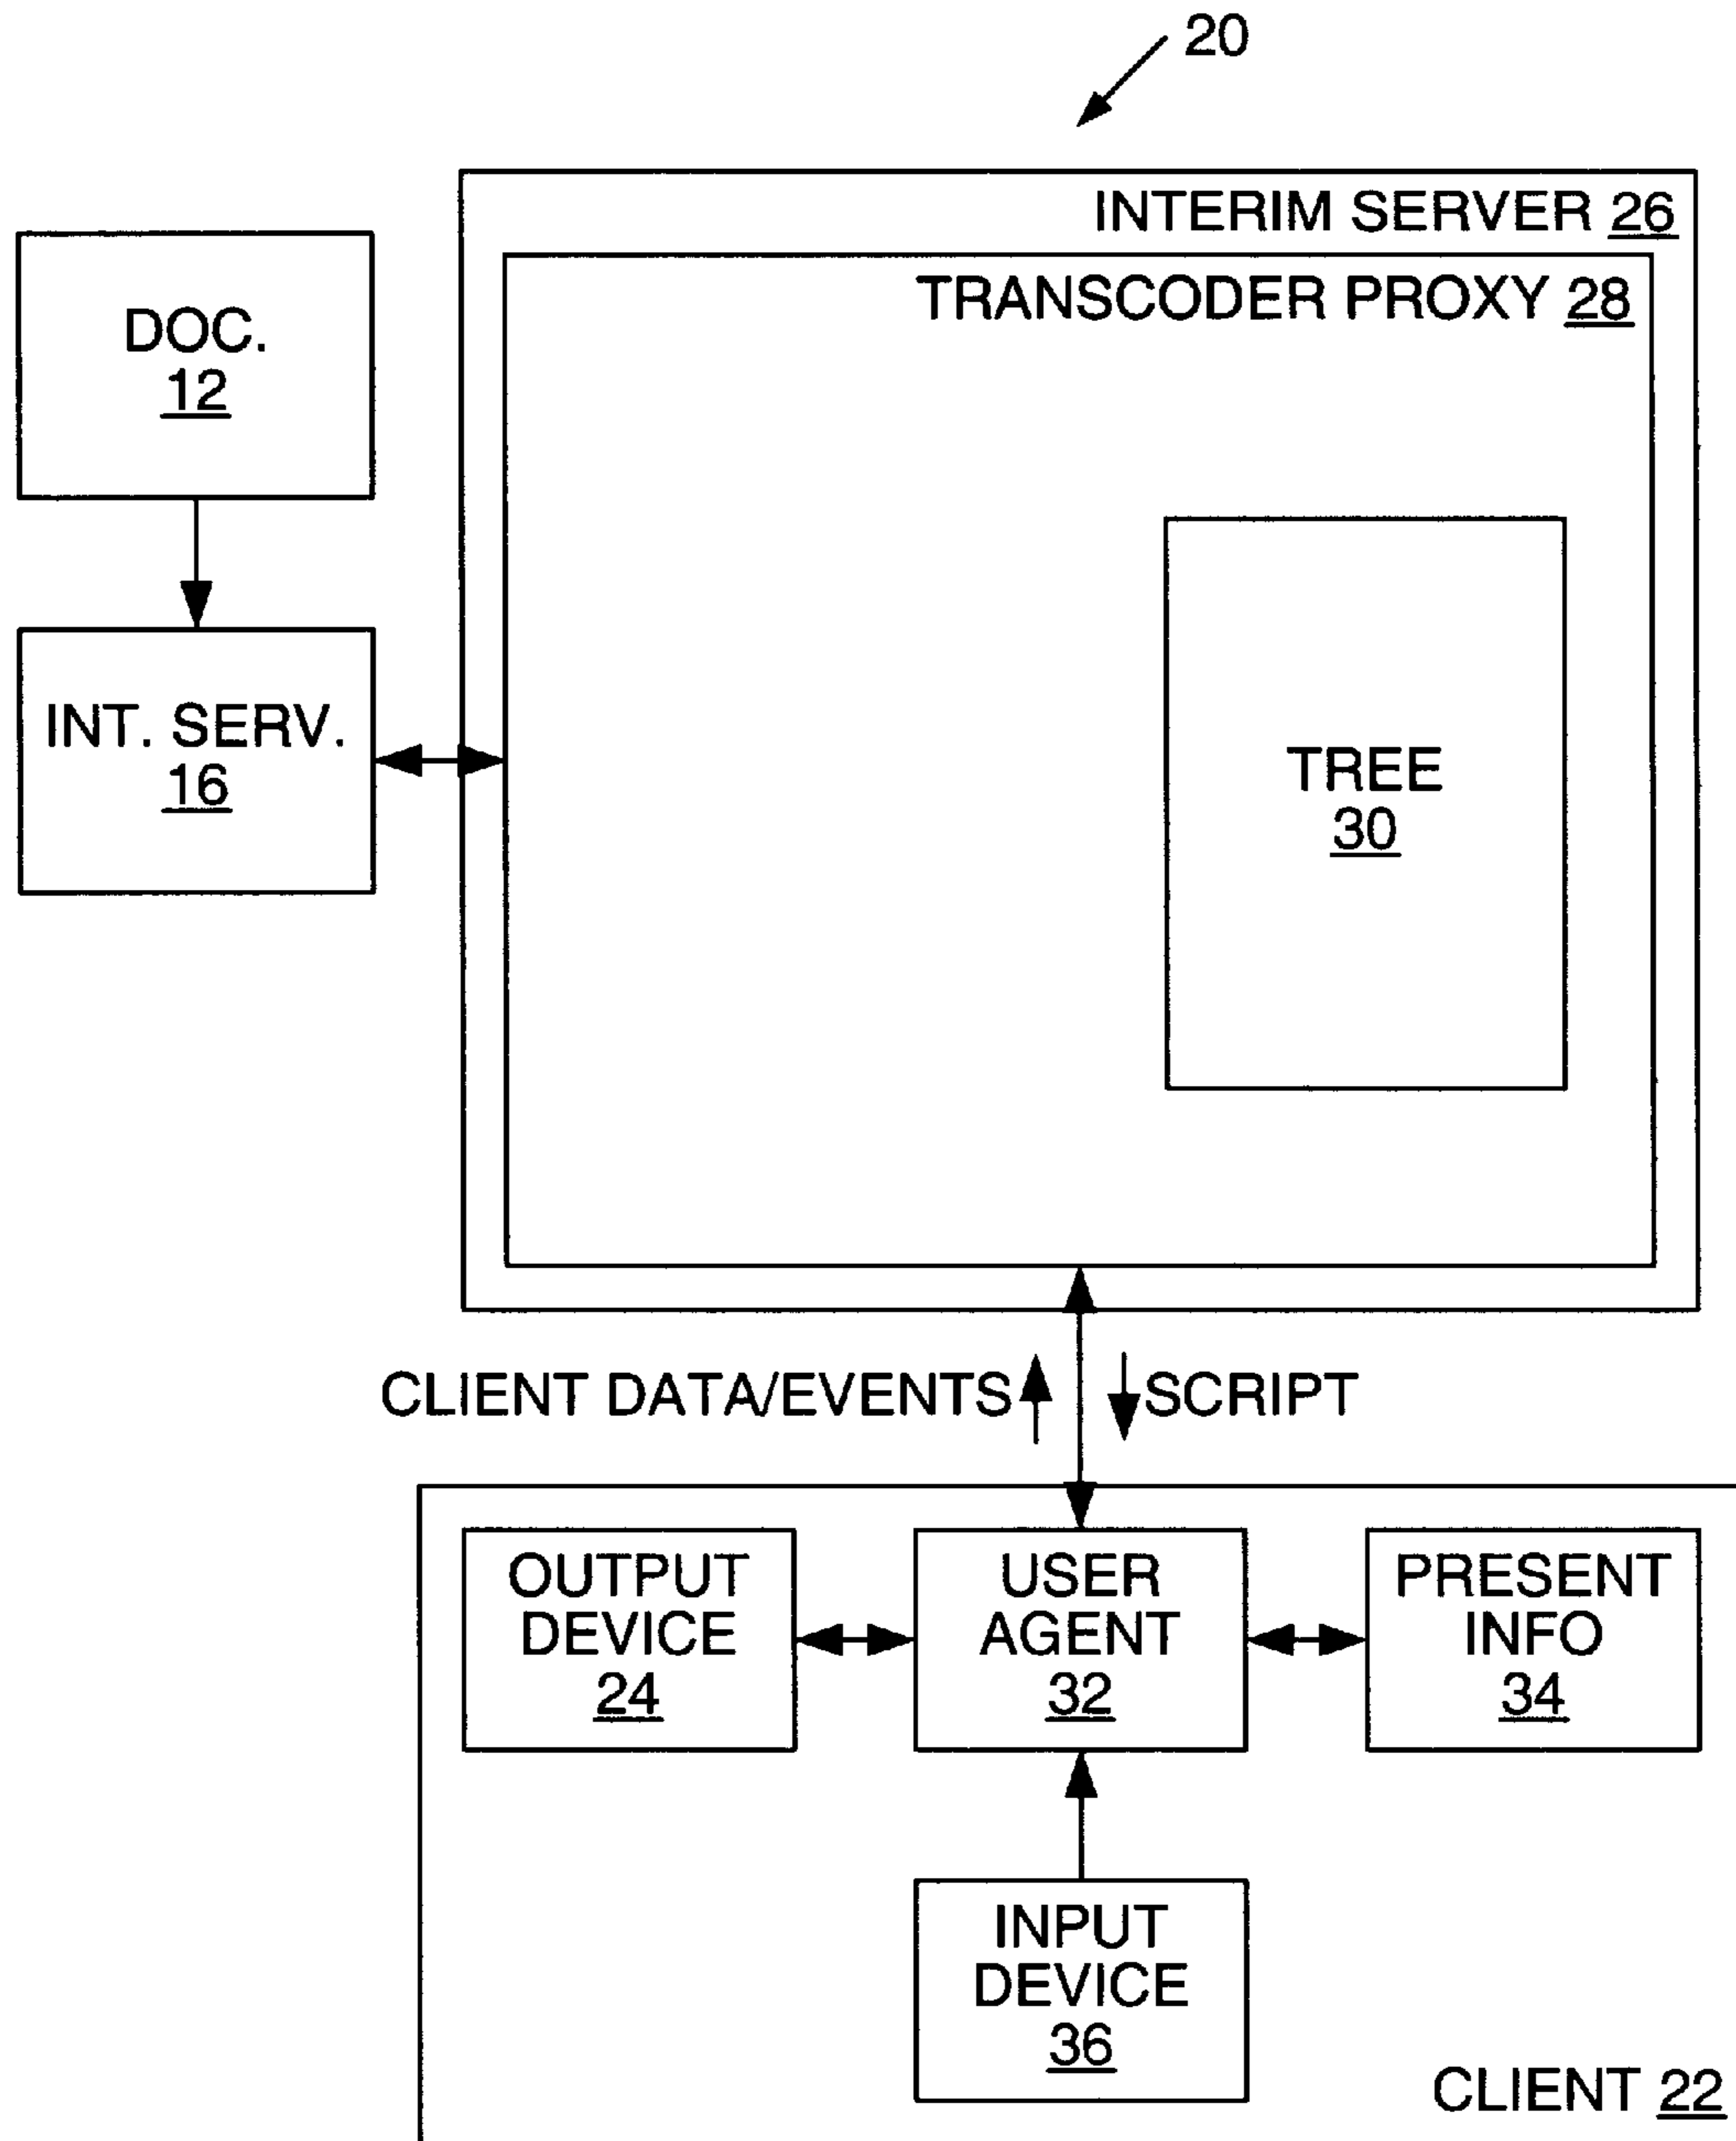 20
INTERIM SERVER 26
TRANSCODER PROXY 28
DOC.
12
INT. SERV.
16
TREE
30
CLIENT DATA/EVENTS
SCRIPT
OUTPUT
DEVICE
24
USER
AGENT
32
PRESENT
INFO
34
INPUT
DEVICE
36
CLIENT 22